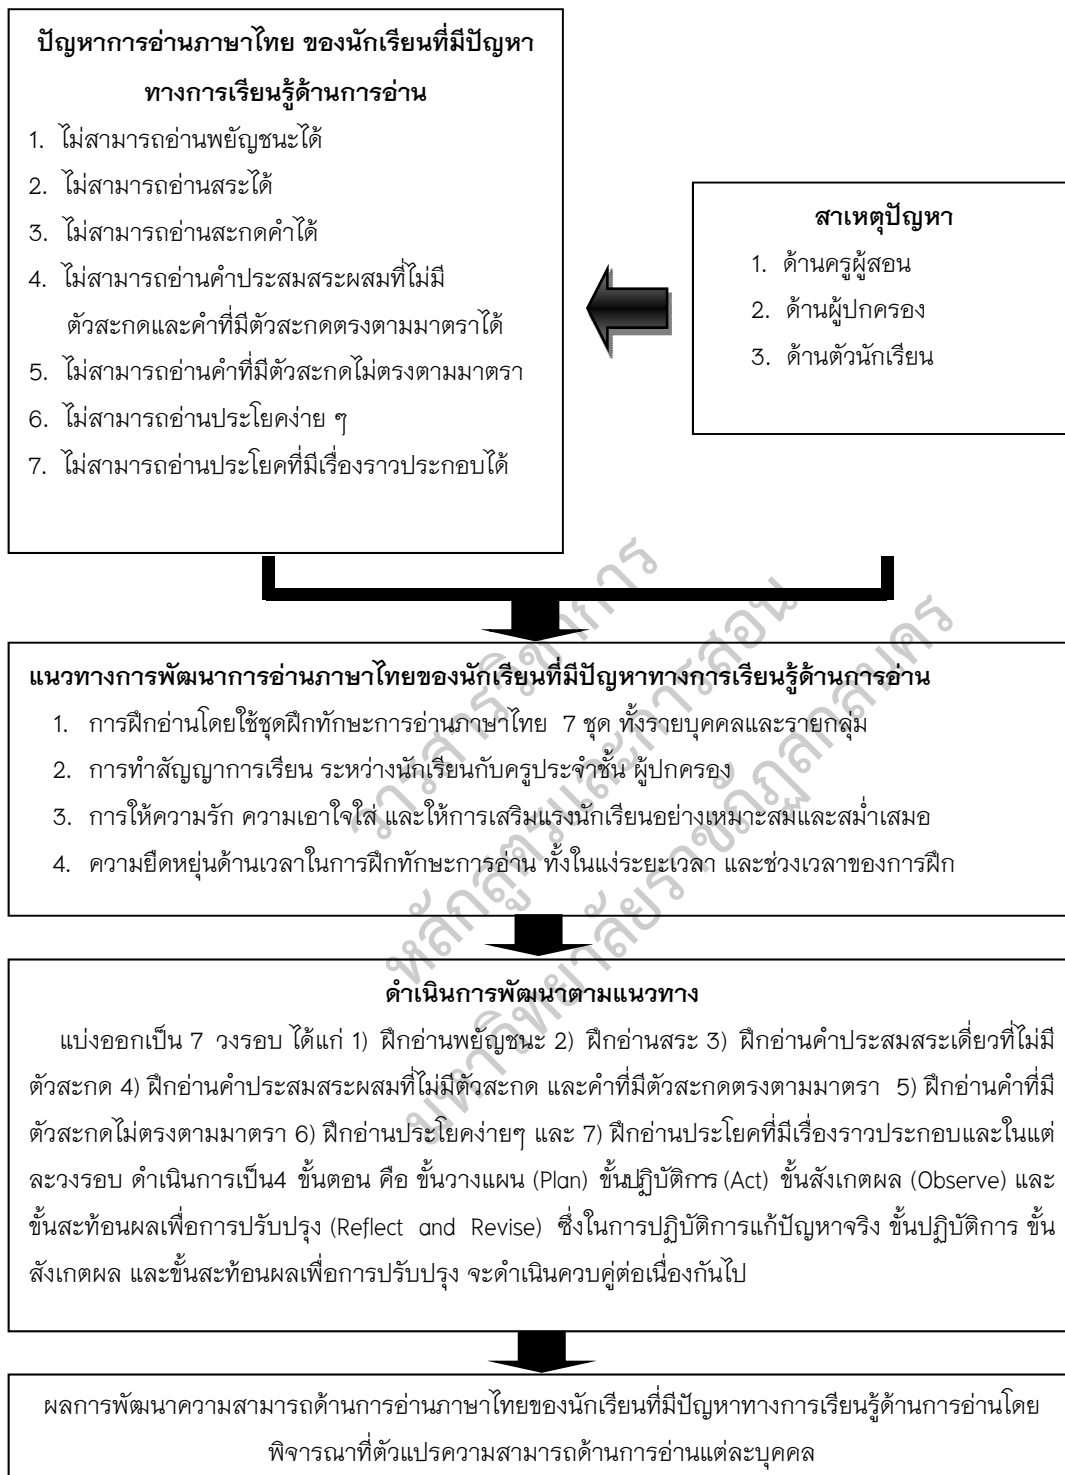 ปัญหาการอ่านภาษาไทย ของนักเรียนที่มีปัญหา
ทางการเรียนรู้ด้านการอ่าน
1. ไม่สามารถอ่านพยัญชนะได้
2. ไม่สามารถอ่านสระได้
3. ไม่สามารถอ่านสะกดคำได้
4. ไม่สามารถอ่านคำประสมสระผสมที่ไม่มี
ตัวสะกดและคำที่มีตัวสะกดตรงตามมาตราได้
5. ไม่สามารถอ่านคำที่มีตัวสะกดไม่ตรงตามมาตรา
6. ไม่สามารถอ่านประโยคง่าย ๆ
7. ไม่สามารถอ่านประโยคที่มีเรื่องราวประกอบได้
สาเหตุปัญหา
1. ด้านครูผู้สอน
2. ด้านผู้ปกครอง
3. ด้านตัวนักเรียน
แนวทางการพัฒนาการอ่านภาษาไทยของนักเรียนที่มีปัญหาทางการเรียนรู้ด้านการอ่าน
1. การฝึกอ่านโดยใช้ชุดฝึกทักษะการอ่านภาษาไทย 7 ชุด ทั้งรายบุคคลและรายกลุ่ม
2. การทำสัญญาการเรียน ระหว่างนักเรียนกับครูประจำชั้น ผู้ปกครอง
3. การให้ความรัก ความเอาใจใส่ และให้การเสริมแรงนักเรียนอย่างเหมาะสมและสม่ำเสมอ
4. ความยืดหยุ่นด้านเวลาในการฝึกทักษะการอ่าน ทั้งในแง่ระยะเวลา และช่วงเวลาของการฝึก
ดำเนินการพัฒนาตามแนวทาง
แบ่งออกเป็น 7 วงรอบ ได้แก่ 1) ฝึกอ่านพยัญชนะ 2) ฝึกอ่านสระ 3) ฝึกอ่านคำประสมสระเดี่ยวที่ไม่มี
ตัวสะกด 4) ฝึกอ่านคำประสมสระผสมที่ไม่มีตัวสะกด และคำที่มีตัวสะกดตรงตามมาตรา 5) ฝึกอ่านคำที่มี
ตัวสะกดไม่ตรงตามมาตรา 6) ฝึกอ่านประโยคง่ายๆ และ 7) ฝึกอ่านประโยคที่มีเรื่องราวประกอบและในแต่
ละวงรอบ ดำเนินการเป็น4 ขั้นตอน คือ ขั้นวางแผน (Plan) ขั้นปฏิบัติการ (Act) ขั้นสังเกตผล (Observe) และ
ขั้นสะท้อนผลเพื่อการปรับปรุง (Reflect and Revise) ซึ่งในการปฏิบัติการแก้ปัญหาจริง ขั้นปฏิบัติการ ขั้น
สังเกตผล และขั้นสะท้อนผลเพื่อการปรับปรุง จะดำเนินควบคู่ต่อเนื่องกันไป
ผลการพัฒนาความสามารถด้านการอ่านภาษาไทยของนักเรียนที่มีปัญหาทางการเรียนรู้ด้านการอ่านโดย
พิจารณาที่ตัวแปรความสามารถด้านการอ่านแต่ละบุคคล
วารสารวิชาการ
หลักสูตรและการสอน
มหาวิทยาลัยราชภัฏสกลนคร